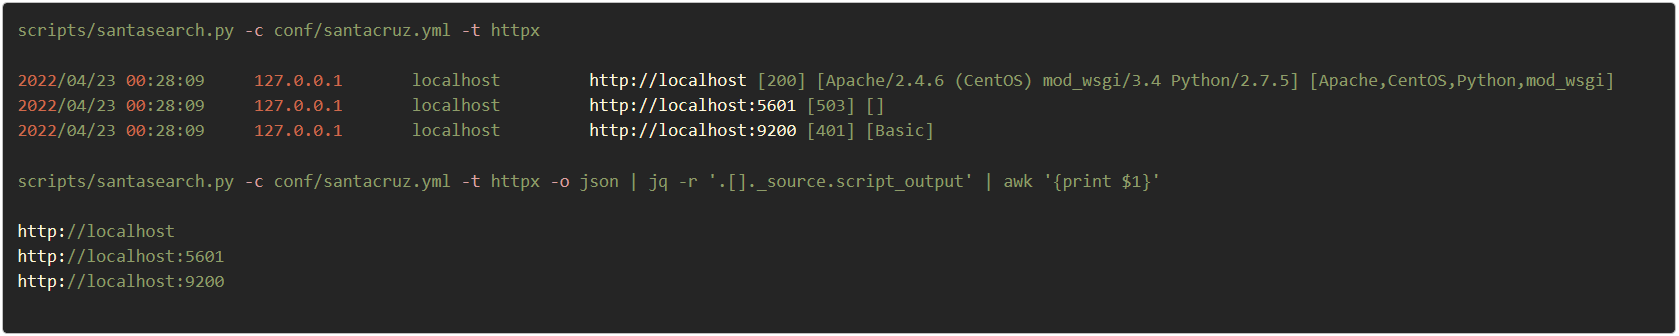 scripts/santasearch.py -c conf/santacruz.yml -t httpx
2022/04/23 00:28:09 127.0.0.1 localhost http://localhost [200] [Apache/2.4.6 (CentOS) mod_wsgi/3.4 Python/2.7.5] [Apache,CentOS,Python,mod_wsgi]
2022/04/23 00:28:09 127.0.0.1 localhost http://localhost:5601 [503] []
2022/04/23 00:28:09 127.0.0.1 localhost http://localhost:9200 [401] [Basic]
scripts/santasearch.py -c conf/santacruz.yml -t httpx -o json | jq -r '.[]._source.script_output' | awk '{print $1}'
http://localhost
http://localhost:5601
http://localhost:9200